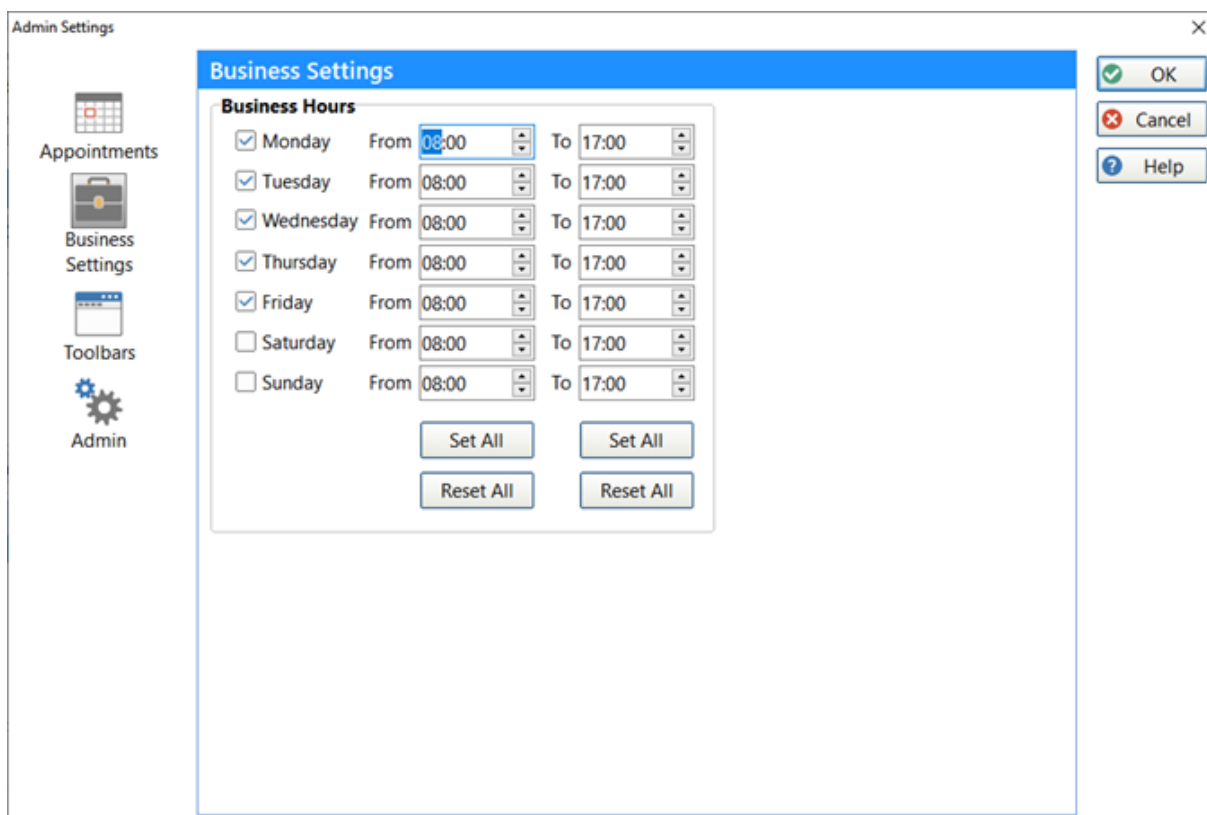 Admin Settings
Appointments
Business
Settings
Toolbars
Admin
Business Settings
Business Hours
Monday From 08:00 To 17:00
Tuesday From 08:00 To 17:00
Wednesday From 08:00 To 17:00
Thursday From 08:00 To 17:00
Friday From 08:00 To 17:00
Saturday From 08:00 To 17:00
Sunday From 08:00 To 17:00
Set All Set All
Reset All Reset All
OK
Cancel
Help